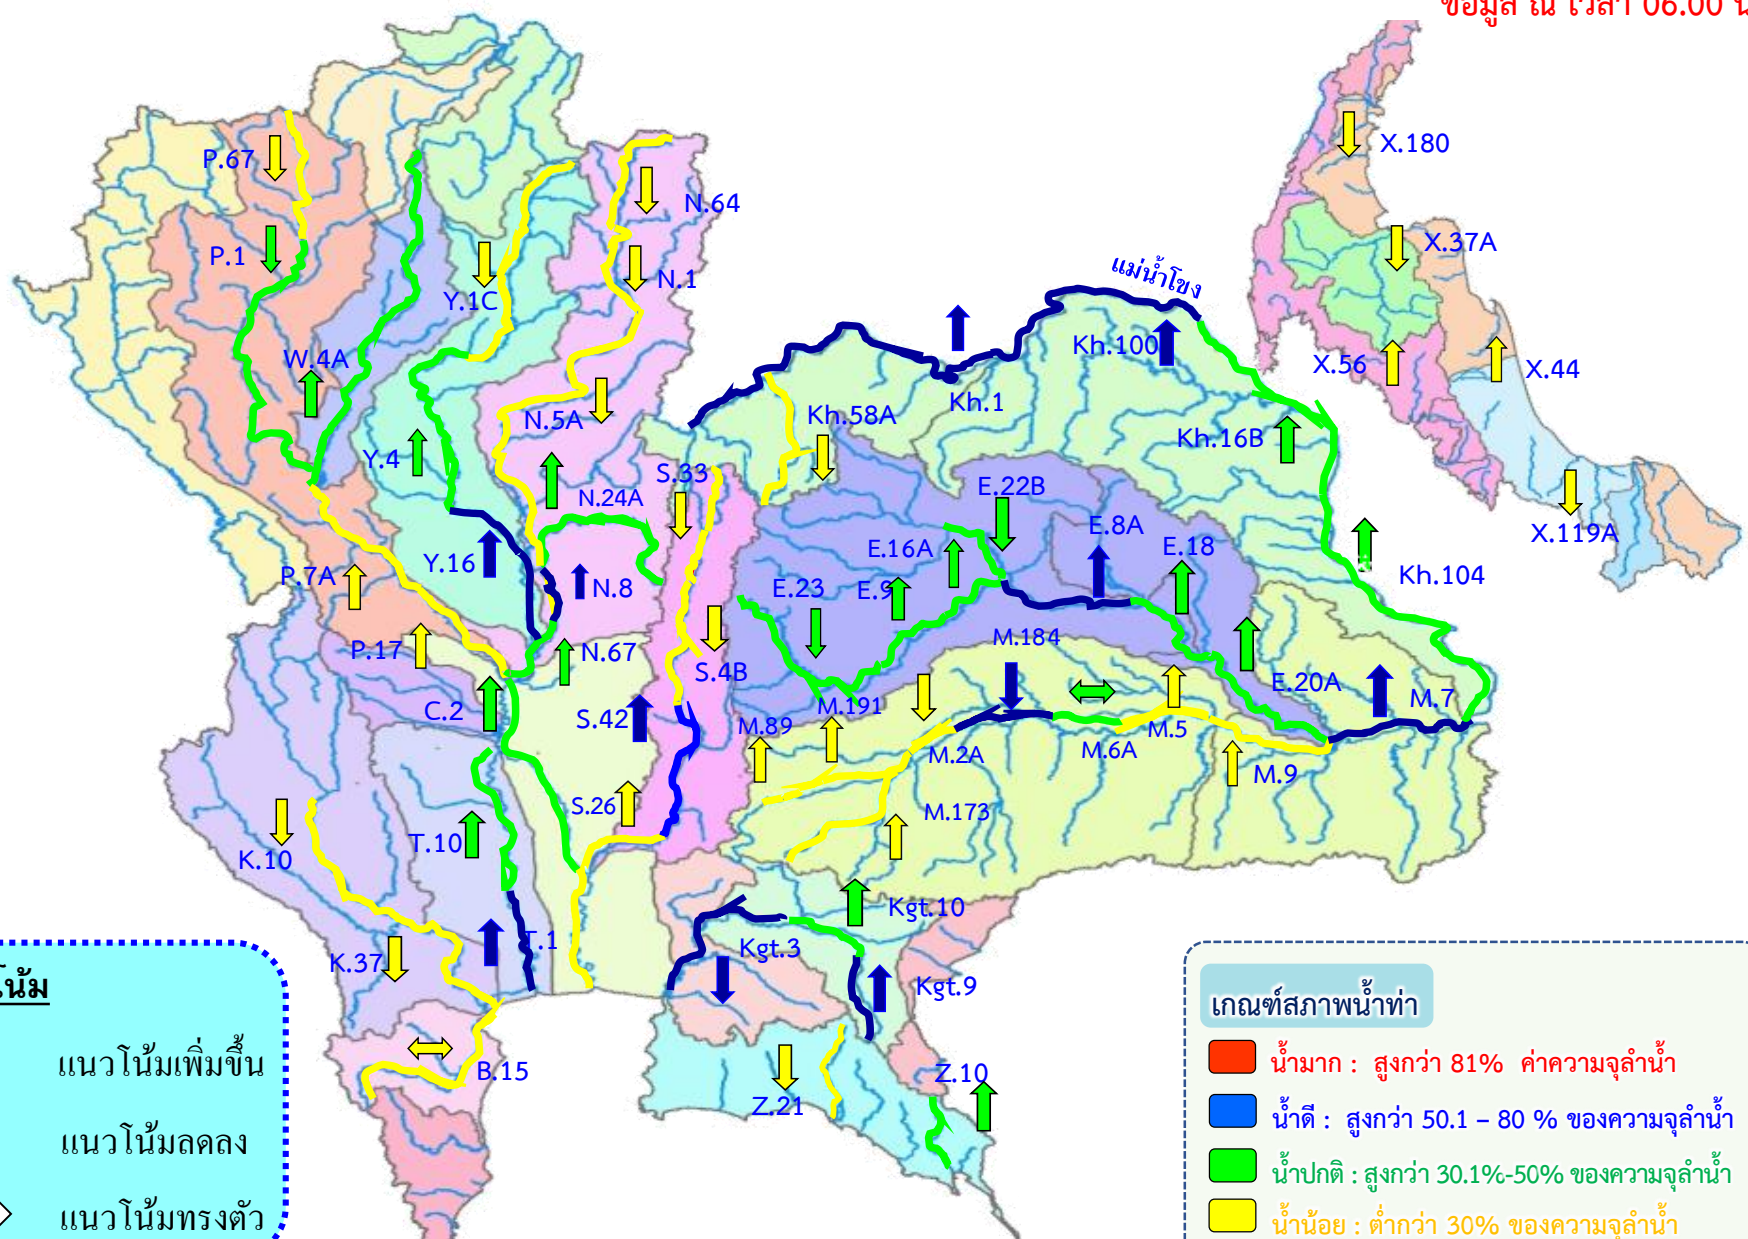 ข้อมูล ณ เวลา 06.00 น
P.67
X.180
N.64
P.1
X.37A
N.1
แม่น้ำโขง
Y.1C
W.4A
Kh.100
X.56
X.44
Kh.1
N.5A
Kh.58A
Kh.16B
Y.4
S.33
N.24A
E.22B
E.8A
X.119A
E.16A
E.18
Y.16
P.7A
N.8
E.23
E.9
Kh.104
M.184
P.17
N.67
S.4B
E.20A
C.2
S.42
M.191
M.89
M.7
M.5
M.2A
M.6A
M.9
S.26
M.173
T.10
K.10
Kgt.10
T.1
Kgt.3
K.37
Kgt.9
น้ม
เกณฑ์สภาพน้ำท่า
แนวโน้มเพิ่มขึ้น
น้ำมาก : สูงกว่า 81% ค่าความจุลำน้ำ
B.15
Z.10
Z.21
น้ำดี : สูงกว่า 50.1 – 80 % ของความจุลำน้ำ
แนวโน้มลดลง
น้ำปกติ : สูงกว่า 30.1%-50% ของความจุลำน้ำ
แนวโน้มทรงตัว
น้ำน้อย : ต่ำกว่า 30% ของความจุลำน้ำ